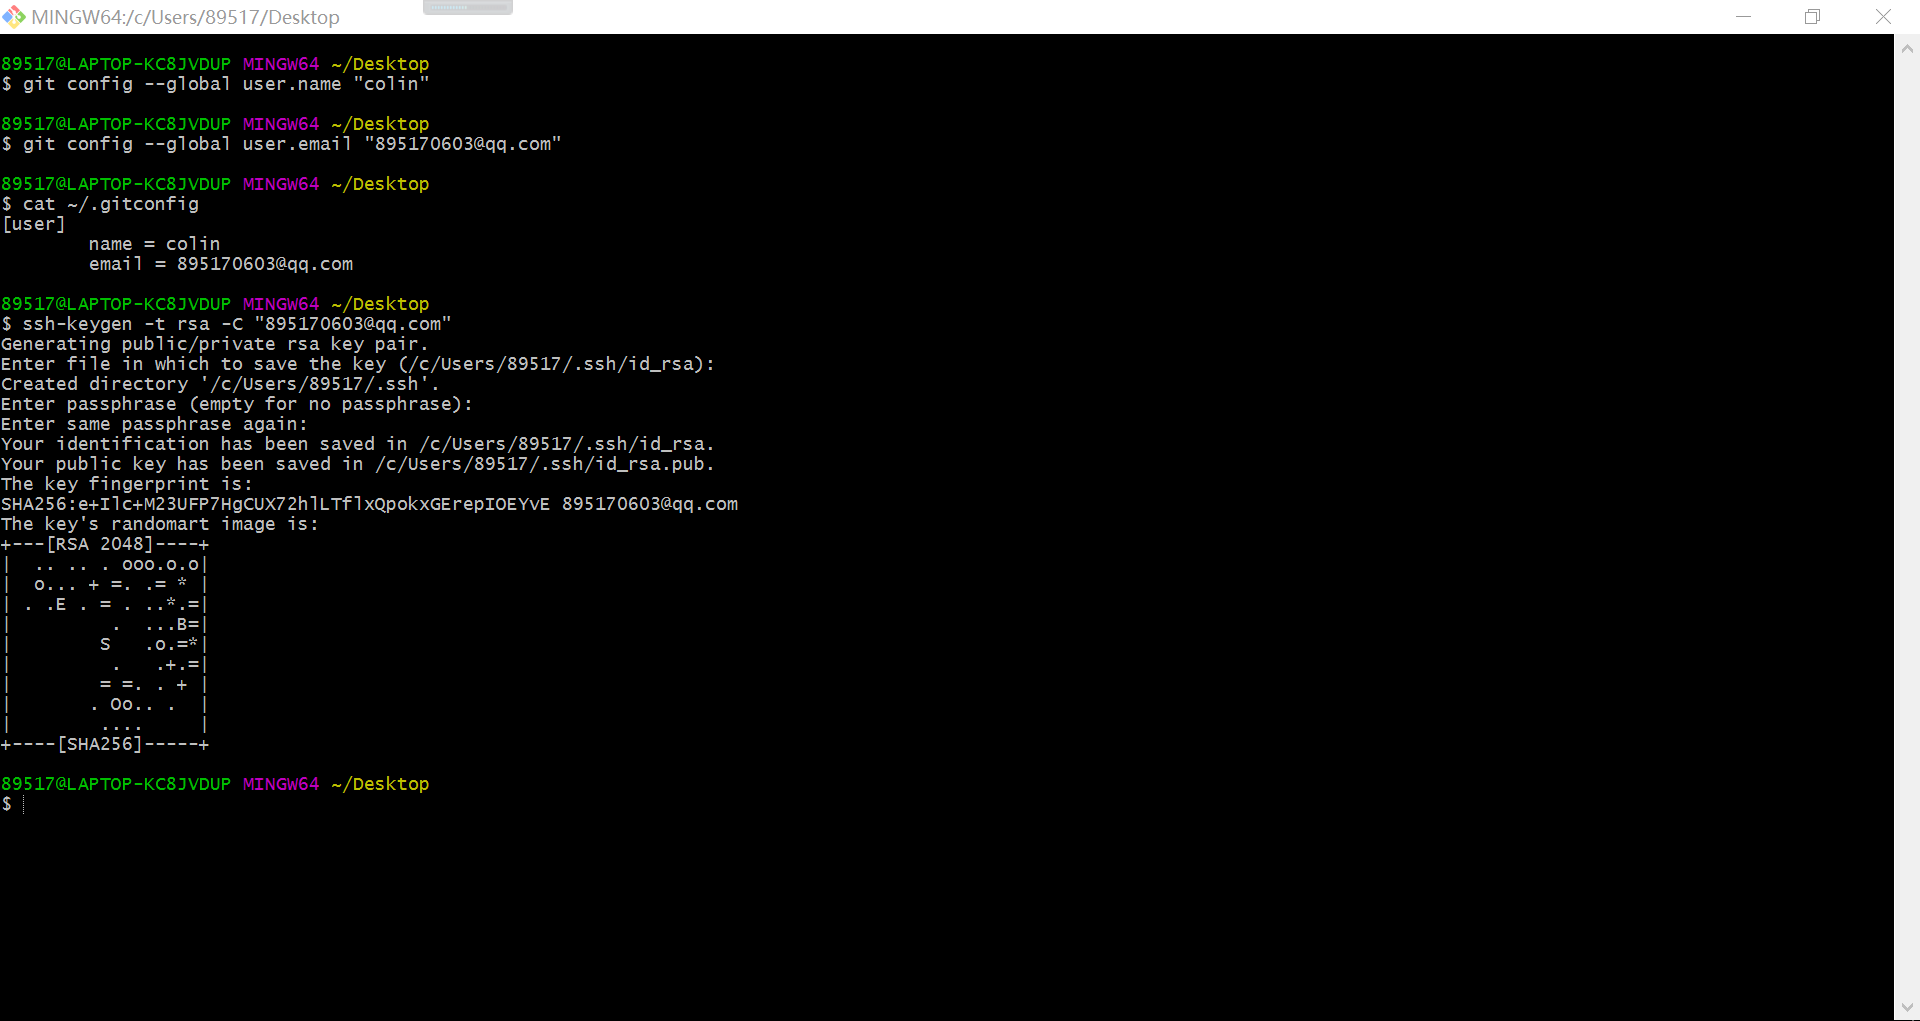 MINGW64:/c/Users/89517/Desktop
89517@LAPTOP-KC8JVDUP MINGW64 ~/Desktop
$ git config --global user.name "colin"
89517@LAPTOP-KC8JVDUP MINGW64 ~/Desktop
$ git config --global user.email "895170603@qq.com"
89517@LAPTOP-KC8JVDUP MINGW64 ~/Desktop
$ cat ~/.gitconfig
[user]
        name = colin
        email = 895170603@qq.com
89517@LAPTOP-KC8JVDUP MINGW64 ~/Desktop
$ ssh-keygen -t rsa -C "895170603@qq.com"
Generating public/private rsa key pair.
Enter file in which to save the key (/c/Users/89517/.ssh/id_rsa):
Created directory '/c/Users/89517/.ssh'.
Enter passphrase (empty for no passphrase):
Enter same passphrase again:
Your identification has been saved in /c/Users/89517/.ssh/id_rsa.
Your public key has been saved in /c/Users/89517/.ssh/id_rsa.pub.
The key fingerprint is:
SHA256:e+Ilc+M23UFP7HgCUX72hlLTflxQpokxGErepIOEYvE 895170603@qq.com
The key's randomart image is:
+---[RSA 2048]----+
|  .. .. . ooo.o.o|
|  o... + =. .= * |
| . .E . = . ..*.=|
|         .  ...B=|
|        S   .o.=*|
|         .   .+.=|
|        = =. . + |
|       . Oo.. .  |
|        ....     |
+----[SHA256]-----+
89517@LAPTOP-KC8JVDUP MINGW64 ~/Desktop
$